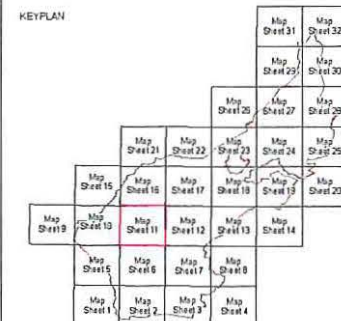 KEYPLAN
Map Sheet 31 Map Sheet 32
Map Sheet 29 Map Sheet 30
Map Sheet 26 Map Sheet 27 Map Sheet 28
Map Sheet 21 Map Sheet 22 Map Sheet 23 Map Sheet 24 Map Sheet 25
Map Sheet 15 Map Sheet 16 Map Sheet 17 Map Sheet 18 Map Sheet 19 Map Sheet 20
Map Sheet 9 Map Sheet 10 Map Sheet 11 Map Sheet 12 Map Sheet 13 Map Sheet 14
Map Sheet 5 Map Sheet 6 Map Sheet 7 Map Sheet 8
Map Sheet 1 Map Sheet 2 Map Sheet 3 Map Sheet 4